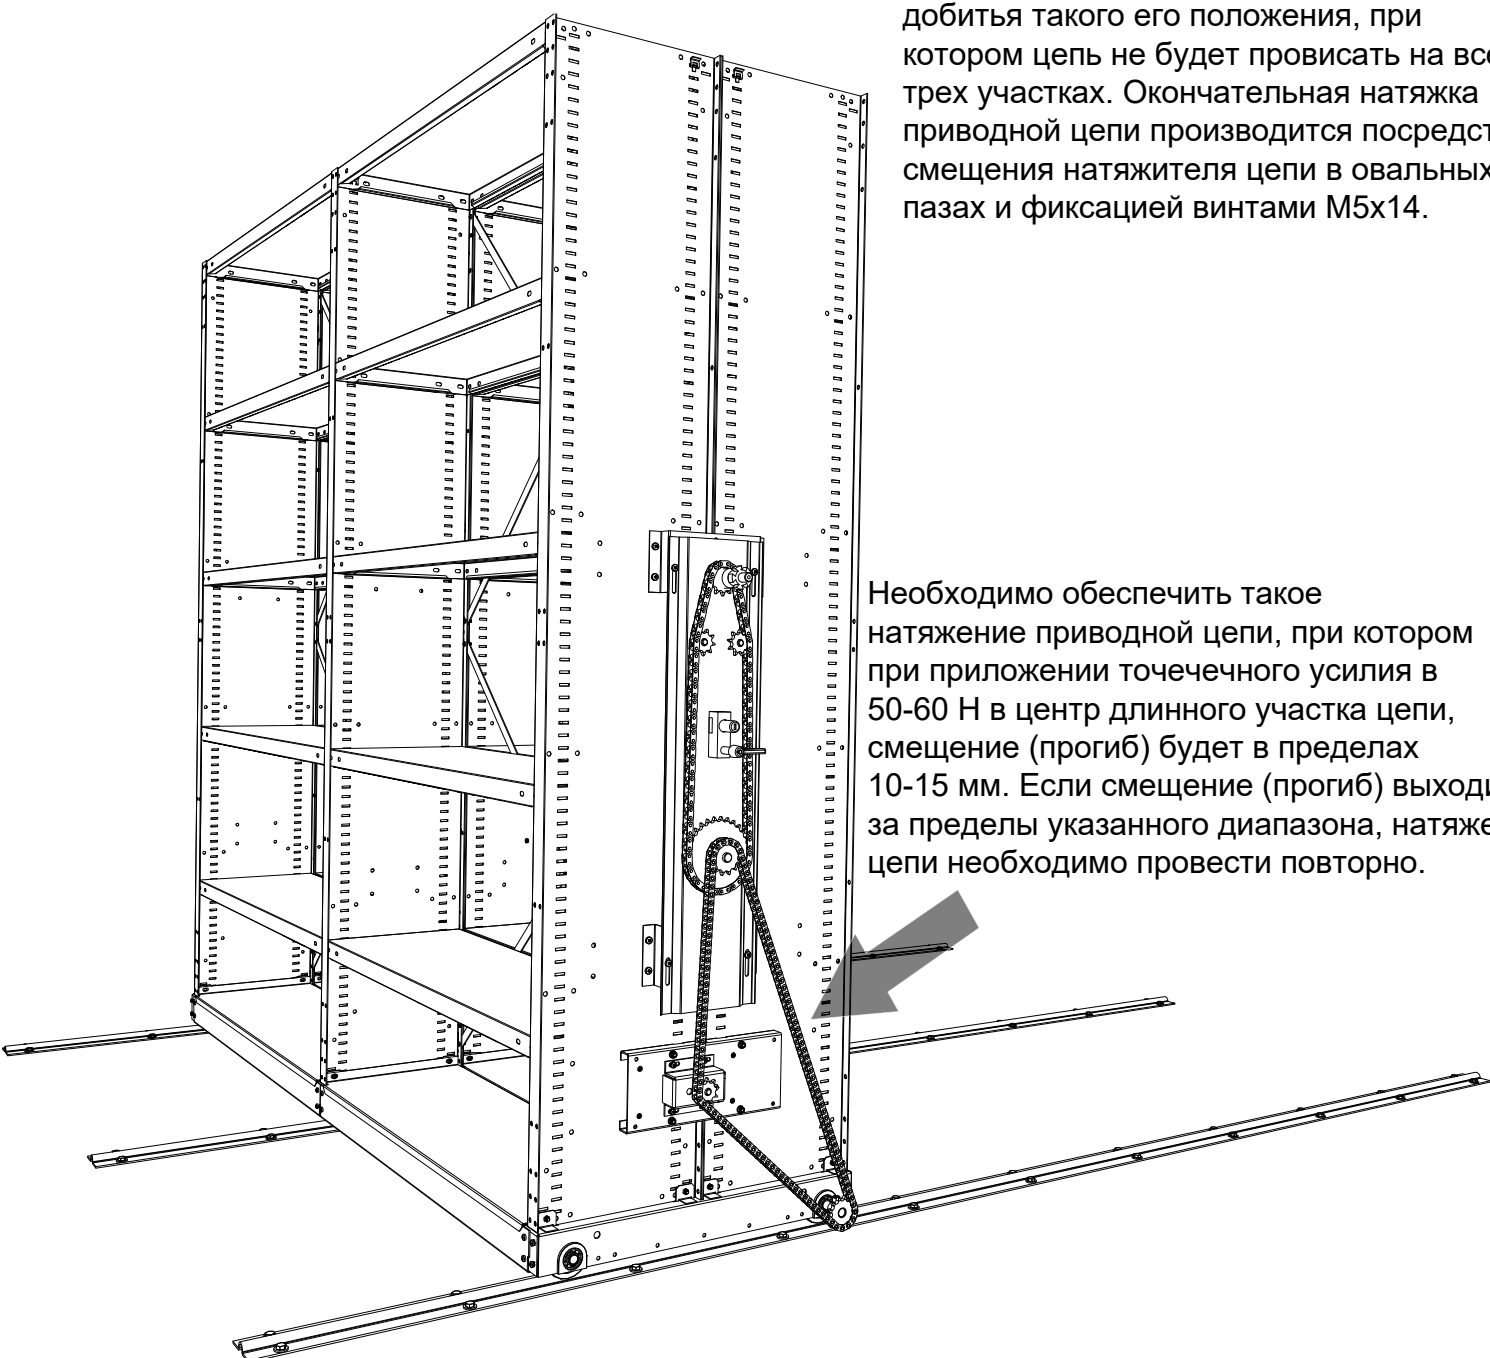 добитья такого его положения, при
котором цепь не будет провисать на все
трех участках. Окончательная натяжка
приводной цепи производится посредст
смещения натяжителя цепи в овальных
пазах и фиксацией винтами М5х14.
Необходимо обеспечить такое
натяжение приводной цепи, при котором
при приложении точечечного усилия в
50-60 Н в центр длинного участка цепи,
смещение (прогиб) будет в пределах
10-15 мм. Если смещение (прогиб) выходи
за пределы указанного диапазона, натяже
цепи необходимо провести повторно.